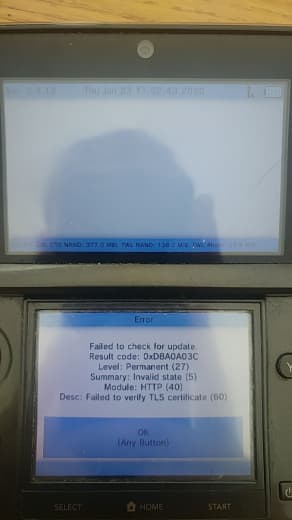 Error
Failed to check for update.
Result code: 0xD8A0A03C
Level: Permanent (27)
Summary: Invalid state (5)
Module: HTTP (40)
Desc: Failed to verify TLS certificate (60)
OK
(Any Button)
SELECT HOME START
Y